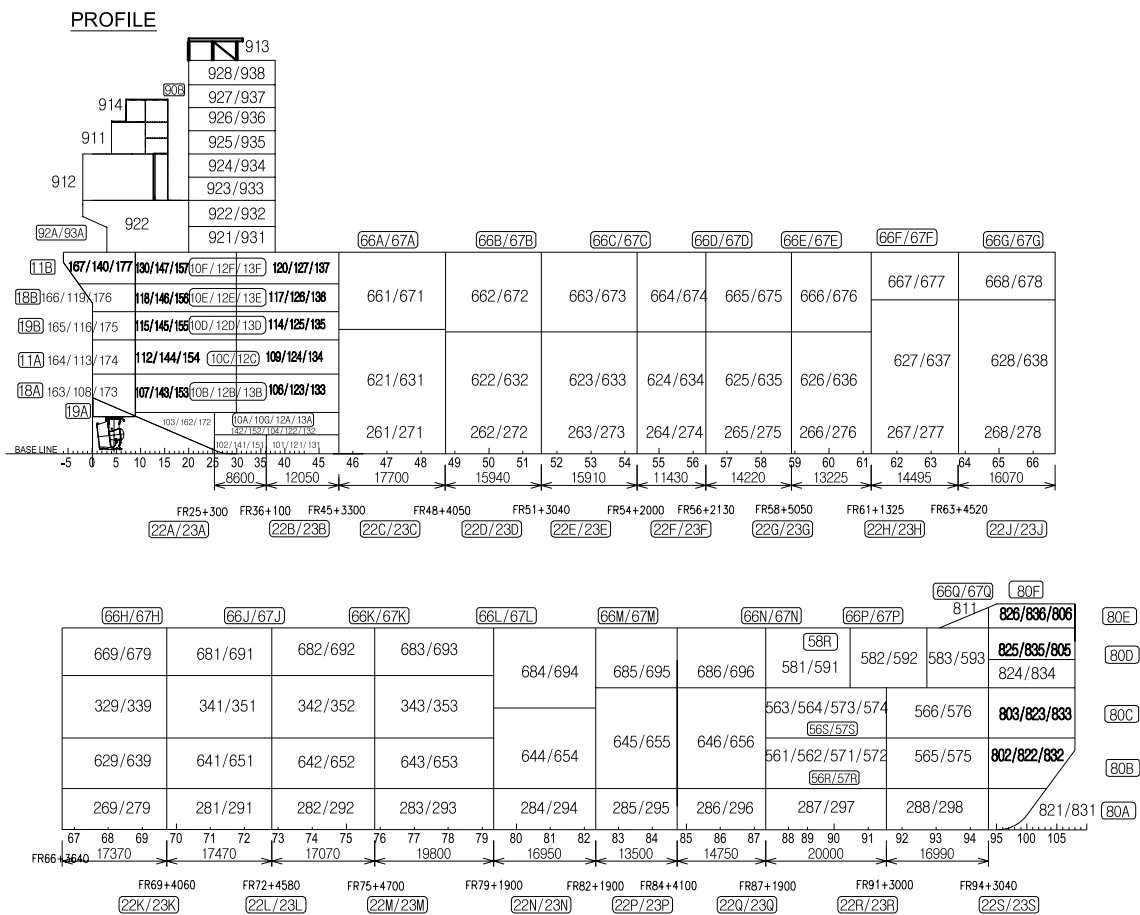 PROFILE
913
928/938
90B
927/937
914
926/936
911
925/935
924/934
912
923/933
922/932
922
92A/93A
921/931
66A/67A 66B/67B 66C/67C 66D/67D 66E/67E 66F/67F 66G/67G
11B 167/140/177 130/147/157 10F/12F/13F 120/127/137
667/677 668/678
18B 166/119/176 118/146/156 10E/12E/13E 117/126/136
661/671 662/672 663/673 664/674 665/675 666/676
19B 165/116/175 115/145/155 10D/12D/13D 114/125/135
11A 164/113/174 112/144/154 10C/12C 109/124/134
627/637 628/638
621/631 622/632 623/633 624/634 625/635 626/636
18A 163/108/173 107/143/153 10B/12B/13B 106/123/133
19A
103/162/172 10A/10G/12A/13A
142/152/104/122/132
261/271 262/272 263/273 264/274 265/275 266/276 267/277 268/278
102/141/151 101/121/131
BASE LINE
-5 0 5 10 15 20 25 30 35 40 45 46 47 48 49 50 51 52 53 54 55 56 57 58 59 60 61 62 63 64 65 66
8600 12050 17700 15940 15910 11430 14220 13225 14495 16070
FR25+300 FR36+100 FR45+3300 FR48+4050 FR51+3040 FR54+2000 FR56+2130 FR58+5050 FR61+1325 FR63+4520
22A/23A 22B/23B 22C/23C 22D/23D 22E/23E 22F/23F 22G/23G 22H/23H 22J/23J
66Q/67Q 80F
66H/67H 66J/67J 66K/67K 66L/67L 66M/67M 66N/67N 66P/67P 811 826/836/806 80E
58R
669/679 681/691 682/692 683/693 684/694 685/695 686/696 581/591 582/592 583/593 825/835/805 80D
824/834
329/339 341/351 342/352 343/353 563/564/573/574 566/576 803/823/833 80C
56S/57S
629/639 641/651 642/652 643/653 644/654 645/655 646/656 561/562/571/572 565/575 802/822/832
56R/57R 80B
269/279 281/291 282/292 283/293 284/294 285/295 286/296 287/297 288/298 821/831 80A
67 68 69 70 71 72 73 74 75 76 77 78 79 80 81 82 83 84 85 86 87 88 89 90 91 92 93 94 95 100 105
FR66+3640 17370 17470 17070 19800 16950 13500 14750 20000 16990
FR69+4060 FR72+4580 FR75+4700 FR79+1900 FR82+1900 FR84+4100 FR87+1900 FR91+3000 FR94+3040
22K/23K 22L/23L 22M/23M 22N/23N 22P/23P 22Q/23Q 22R/23R 22S/23S